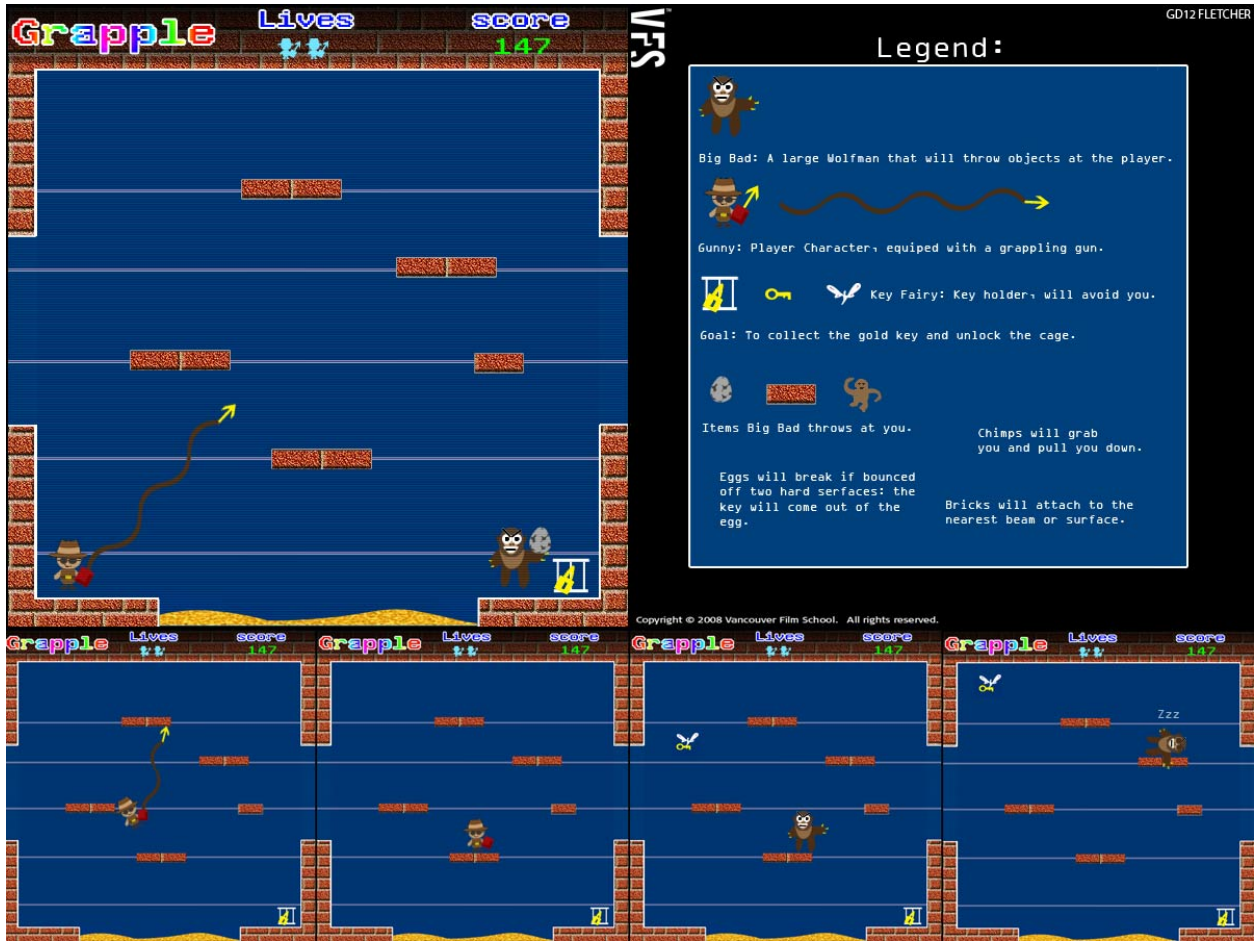 Grapple
Lives
score
147
VFS
GD12 FLETCHER
Legend:
Big Bad: A large Wolfman that will throw objects at the player.
Gunny: Player Character, equiped with a grappling gun.
Key Fairy: Key holder, will avoid you.
Goal: To collect the gold key and unlock the cage.
Items Big Bad throws at you.
Chimps will grab
you and pull you down.
Eggs will break if bounced
off two hard serfaces: the
key will come out of the
egg.
Bricks will attach to the
nearest beam or surface.
Copyright © 2008 Vancouver Film School. All rights reserved.
Grapple
Lives
score
147
Grapple
Lives
score
147
Grapple
Lives
score
147
Grapple
Lives
score
147
Zzz